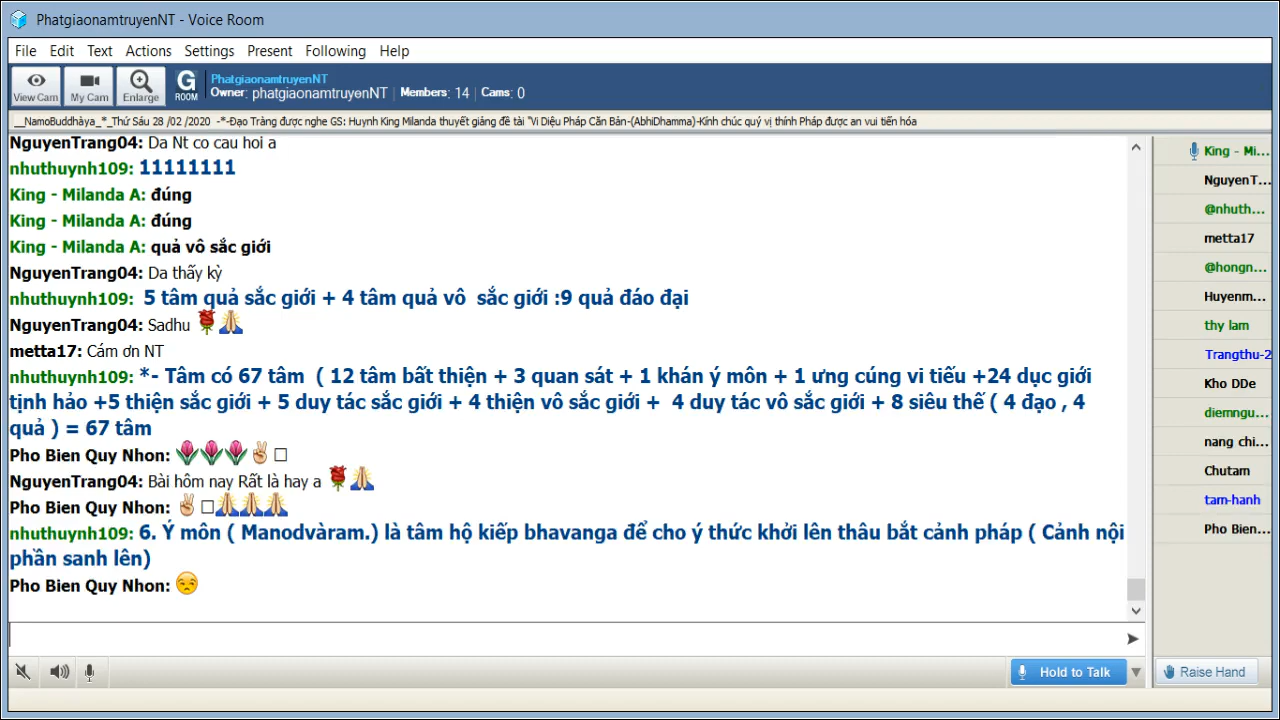 PhatgiaonamtruyenNT - Voice Room
File Edit Text Actions Settings Present Following Help
View Cam My Cam Enlarge G ROOM PhatgiaonamtruyenNT
Owner: phatgiaonamtruyenNT Members: 14 Cams: 0
__NamoBuddhàya_*_Thứ Sáu 28 /02 /2020 -*-Đạo Tràng được nghe GS: Huynh King Milanda thuyết giảng đề tài "Vi Diệu Pháp Căn Bản-(AbhiDhamma)-Kính chúc quý vị thính Pháp được an vui tiến hóa
NguyenTrang04: Da Nt co cau hoi a
nhuthuynh109: 11111111
King - Milanda A: đúng
King - Milanda A: đúng
King - Milanda A: quả vô sắc giới
NguyenTrang04: Da thấy kỳ
nhuthuynh109: 5 tâm quả sắc giới + 4 tâm quả vô sắc giới :9 quả đáo đại
NguyenTrang04: Sadhu 🌹🙏
metta17: Cám ơn NT
nhuthuynh109: *- Tâm có 67 tâm ( 12 tâm bất thiện + 3 quan sát + 1 khán ý môn + 1 ưng cúng vi tiếu +24 dục giới
tịnh hảo +5 thiện sắc giới + 5 duy tác sắc giới + 4 thiện vô sắc giới + 4 duy tác vô sắc giới + 8 siêu thế ( 4 đạo , 4
quả ) = 67 tâm
Pho Bien Quy Nhon: 🌷🌷🌷✌□
NguyenTrang04: Bài hôm nay Rất là hay a 🌹🙏
Pho Bien Quy Nhon: ✌□🙏🙏🙏
nhuthuynh109: 6. Ý môn ( Manodvàram.) là tâm hộ kiếp bhavanga để cho ý thức khởi lên thâu bắt cảnh pháp ( Cảnh nội
phần sanh lên)
Pho Bien Quy Nhon: 😒
King - Mi...
NguyenT...
@nhuth...
metta17
@hongn...
Huyenm...
thy lam
Trangthu-2
Kho DDe
diemngu...
nang chi...
Chutam
tam-hanh
Pho Bien...
Hold to Talk
Raise Hand